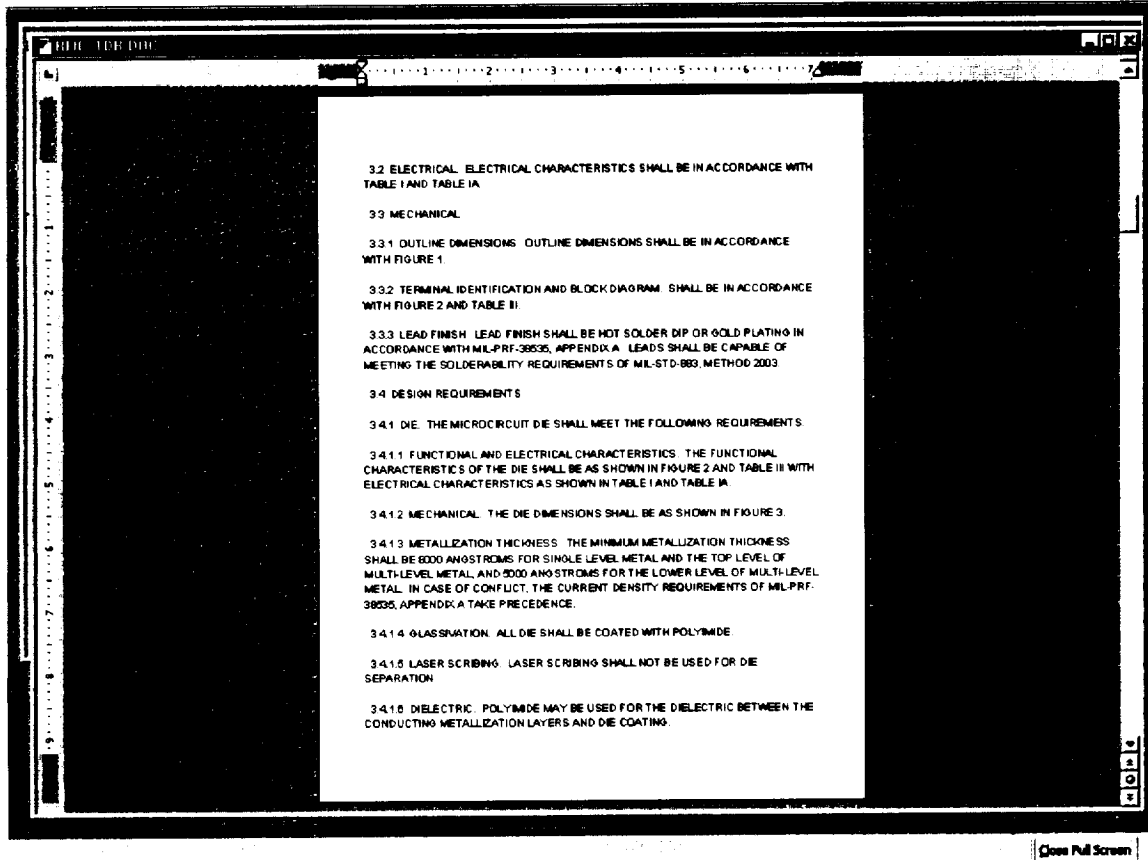 1 2 3 4 5 6 7
3.2 ELECTRICAL. ELECTRICAL CHARACTERISTICS SHALL BE IN ACCORDANCE WITH
TABLE I AND TABLE IA.
3.3 MECHANICAL
3.3.1 OUTLINE DIMENSIONS. OUTLINE DIMENSIONS SHALL BE IN ACCORDANCE
WITH FIGURE 1.
3.3.2 TERMINAL IDENTIFICATION AND BLOCK DIAGRAM. SHALL BE IN ACCORDANCE
WITH FIGURE 2 AND TABLE III.
3.3.3 LEAD FINISH. LEAD FINISH SHALL BE HOT SOLDER DIP OR GOLD PLATING IN
ACCORDANCE WITH MIL-PRF-38535, APPENDIX A. LEADS SHALL BE CAPABLE OF
MEETING THE SOLDERABILITY REQUIREMENTS OF MIL-STD-883, METHOD 2003.
3.4 DESIGN REQUIREMENTS
3.4.1 DIE. THE MICROCIRCUIT DIE SHALL MEET THE FOLLOWING REQUIREMENTS.
3.4.1.1 FUNCTIONAL AND ELECTRICAL CHARACTERISTICS. THE FUNCTIONAL
CHARACTERISTICS OF THE DIE SHALL BE AS SHOWN IN FIGURE 2 AND TABLE III WITH
ELECTRICAL CHARACTERISTICS AS SHOWN IN TABLE I AND TABLE IA.
3.4.1.2 MECHANICAL. THE DIE DIMENSIONS SHALL BE AS SHOWN IN FIGURE 3.
3.4.1.3 METALLIZATION THICKNESS. THE MINIMUM METALLIZATION THICKNESS
SHALL BE 8000 ANGSTROMS FOR SINGLE LEVEL METAL AND THE TOP LEVEL OF
MULTI-LEVEL METAL, AND 5000 ANGSTROMS FOR THE LOWER LEVEL OF MULTI-LEVEL
METAL. IN CASE OF CONFLICT, THE CURRENT DENSITY REQUIREMENTS OF MIL-PRF-
38535, APPENDIX A TAKE PRECEDENCE.
3.4.1.4 GLASSIVATION. ALL DIE SHALL BE COATED WITH POLYIMIDE.
3.4.1.5 LASER SCRIBING. LASER SCRIBING SHALL NOT BE USED FOR DIE
SEPARATION
3.4.1.6 DIELECTRIC. POLYIMIDE MAY BE USED FOR THE DIELECTRIC BETWEEN THE
CONDUCTING METALLIZATION LAYERS AND DIE COATING.
Close Full Screen